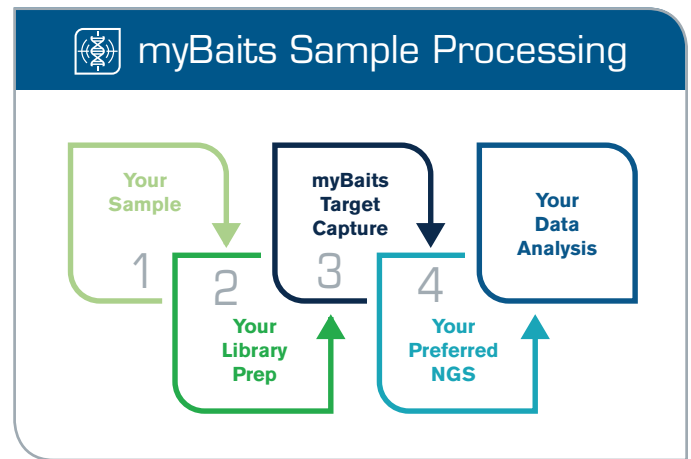 myBaits Sample Processing
Your
Sample
1
2
Your
Library
Prep
myBaits
Target
Capture
3
4
Your
Preferred
NGS
Your
Data
Analysis